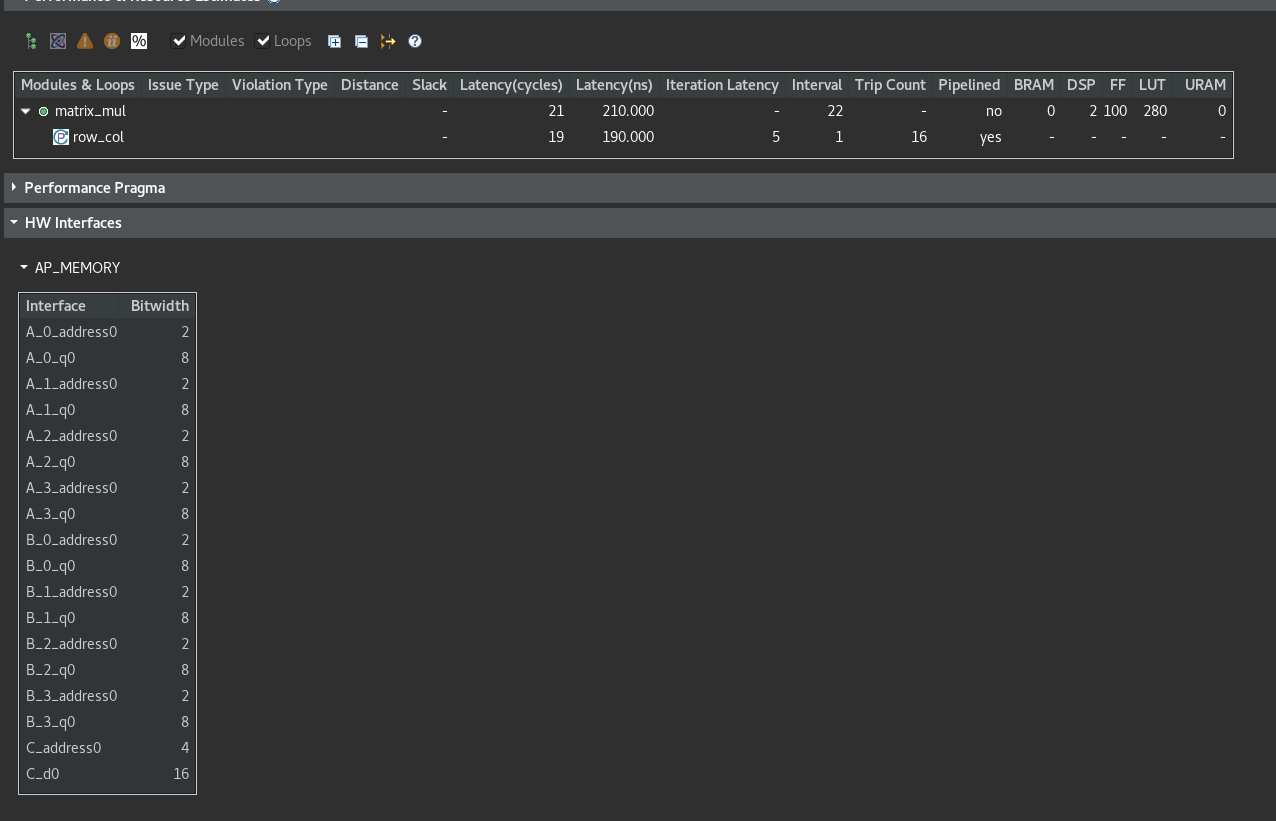 Performance & Resource Estimates
% Modules Loops
Modules & Loops Issue Type Violation Type Distance Slack Latency(cycles) Latency(ns) Iteration Latency Interval Trip Count Pipelined BRAM DSP FF LUT URAM
matrix_mul - 21 210.000 - 22 - no 0 2 100 280 0
row_col - 19 190.000 5 1 16 yes - - - - -
Performance Pragma
HW Interfaces
AP_MEMORY
Interface Bitwidth
A_0_address0 2
A_0_q0 8
A_1_address0 2
A_1_q0 8
A_2_address0 2
A_2_q0 8
A_3_address0 2
A_3_q0 8
B_0_address0 2
B_0_q0 8
B_1_address0 2
B_1_q0 8
B_2_address0 2
B_2_q0 8
B_3_address0 2
B_3_q0 8
C_address0 4
C_d0 16